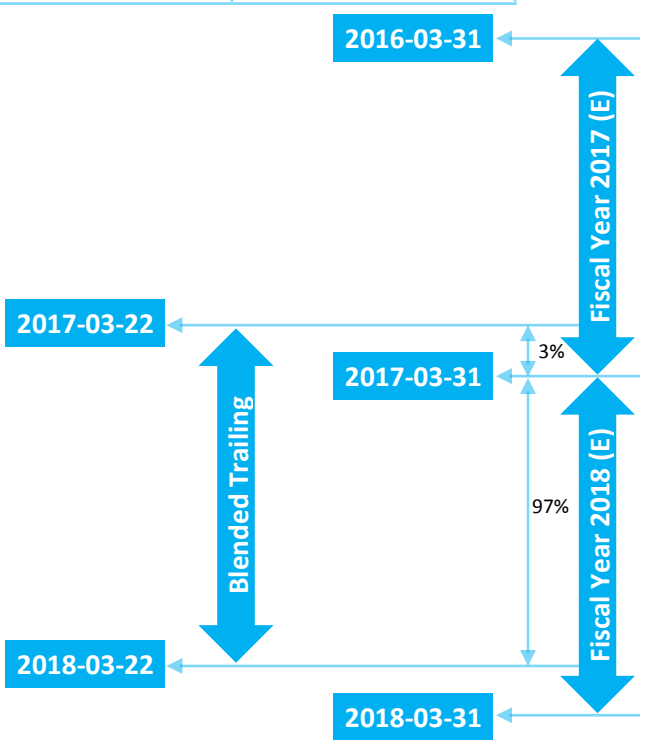 2016-03-31
Fiscal Year 2017 (E)
2017-03-22
3%
2017-03-31
Blended Trailing
97%
Fiscal Year 2018 (E)
2018-03-22
2018-03-31